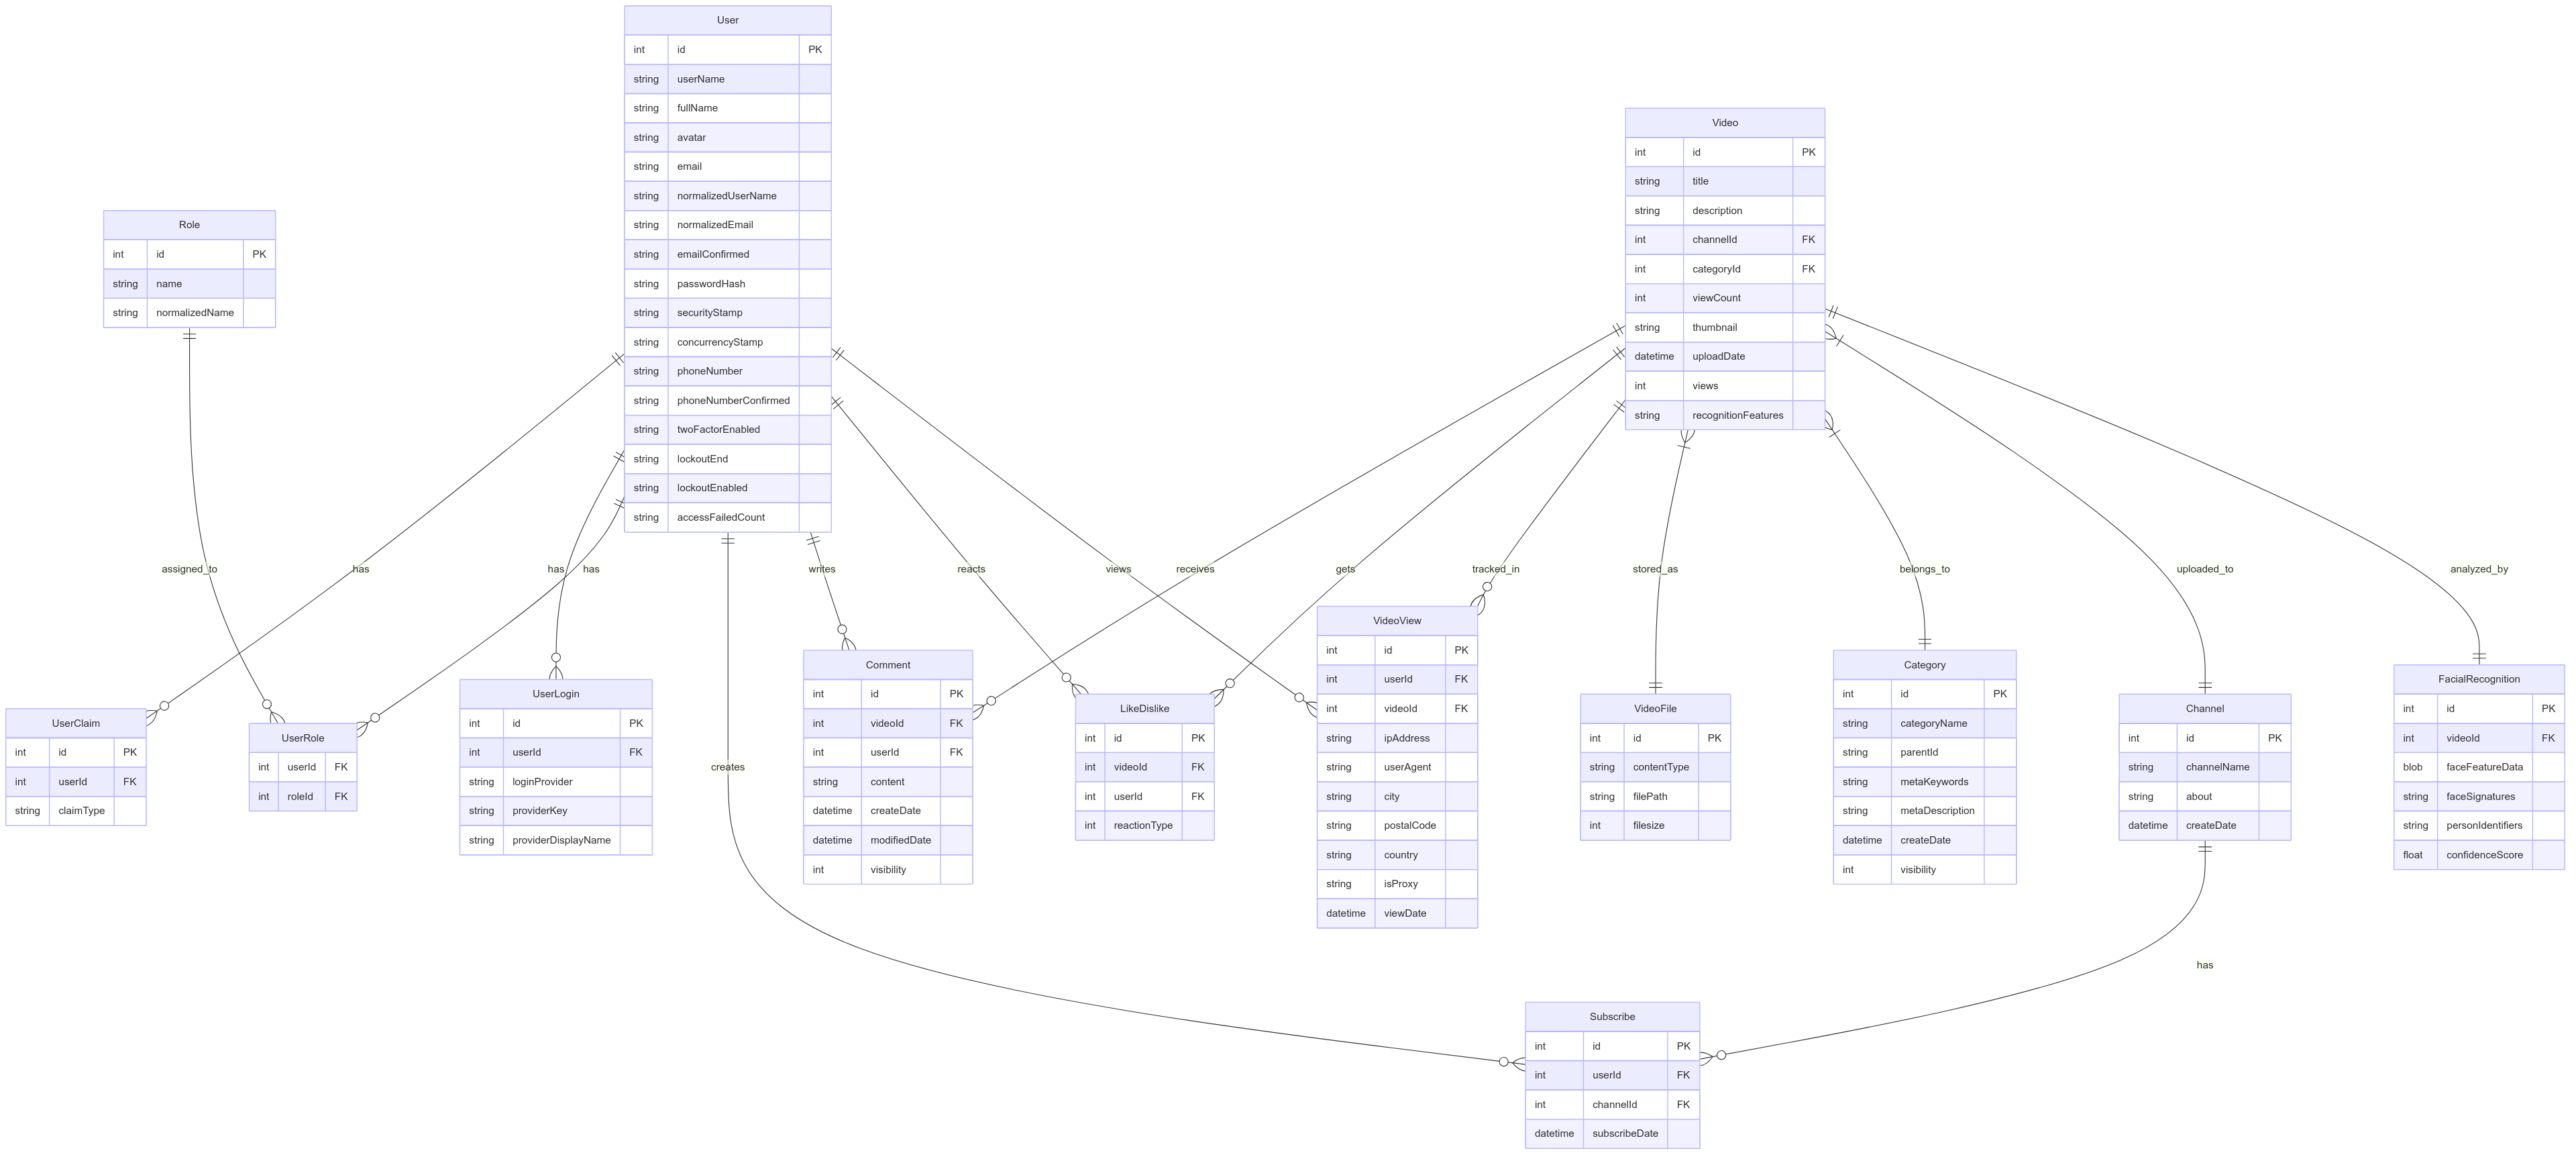 User
int id PK
string userName
string fullName
string avatar
string email
string normalizedUserName
string normalizedEmail
string emailConfirmed
string passwordHash
string securityStamp
string concurrencyStamp
string phoneNumber
string phoneNumberConfirmed
string twoFactorEnabled
string lockoutEnd
string lockoutEnabled
string accessFailedCount
Video
int id PK
string title
string description
int channelId FK
int categoryId FK
int viewCount
string thumbnail
datetime uploadDate
int views
string recognitionFeatures
Role
int id PK
string name
string normalizedName
assigned_to
has
has
has
writes
reacts
views
receives
gets
tracked_in
stored_as
belongs_to
uploaded_to
analyzed_by
UserClaim
int id PK
int userId FK
string claimType
UserRole
int userId FK
int roleId FK
UserLogin
int id PK
int userId FK
string loginProvider
string providerKey
string providerDisplayName
creates
Comment
int id PK
int videoId FK
int userId FK
string content
datetime createDate
datetime modifiedDate
int visibility
LikeDislike
int id PK
int videoId FK
int userId FK
int reactionType
VideoView
int id PK
int userId FK
int videoId FK
string ipAddress
string userAgent
string city
string postalCode
string country
string isProxy
datetime viewDate
VideoFile
int id PK
string contentType
string filePath
int filesize
Category
int id PK
string categoryName
string parentId
string metaKeywords
string metaDescription
datetime createDate
int visibility
Channel
int id PK
string channelName
string about
datetime createDate
FacialRecognition
int id PK
int videoId FK
blob faceFeatureData
string faceSignatures
string personIdentifiers
float confidenceScore
has
Subscribe
int id PK
int userId FK
int channelId FK
datetime subscribeDate